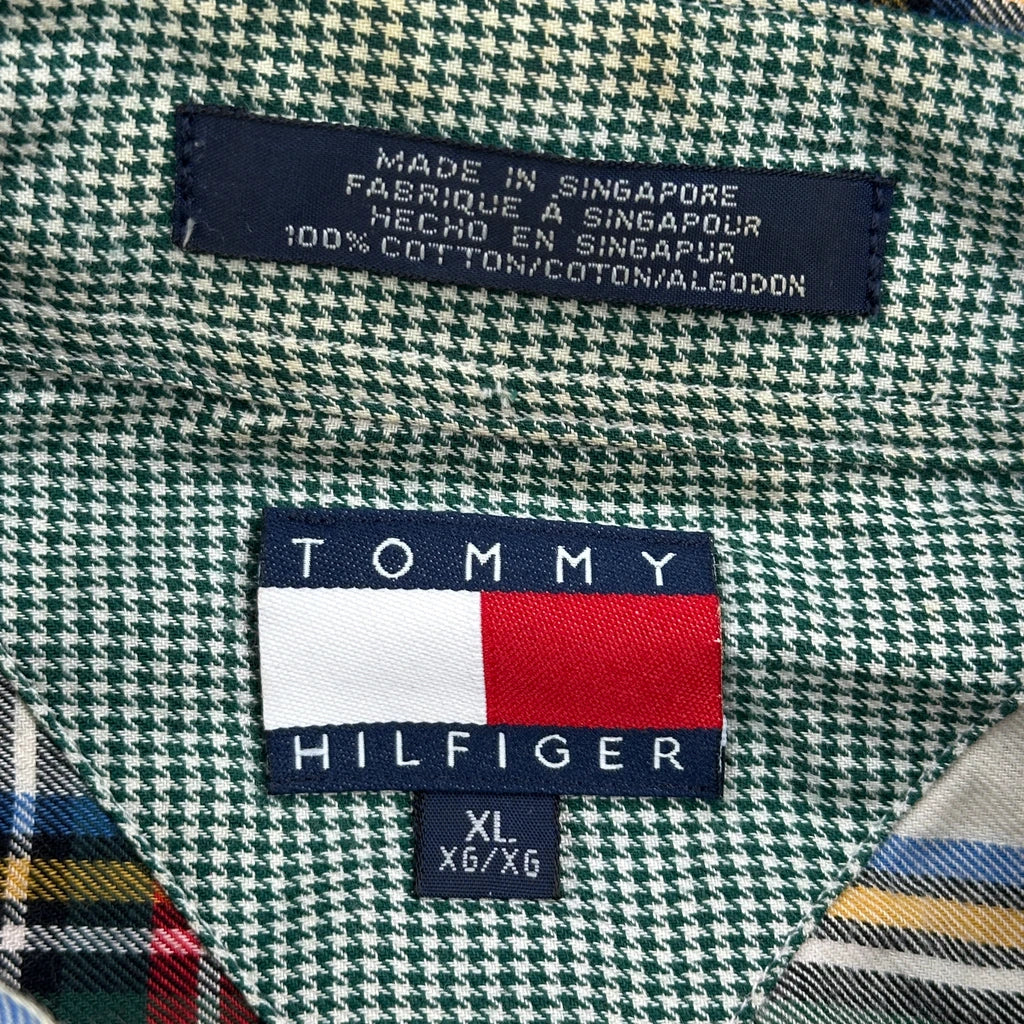 MADE IN SINGAPORE
FABRIQUE A SINGAPOUR
HECHO EN SINGAPUR
100% COTTON/COTON/ALGODON
TOMMY
HILFIGER
XL
XG/XG